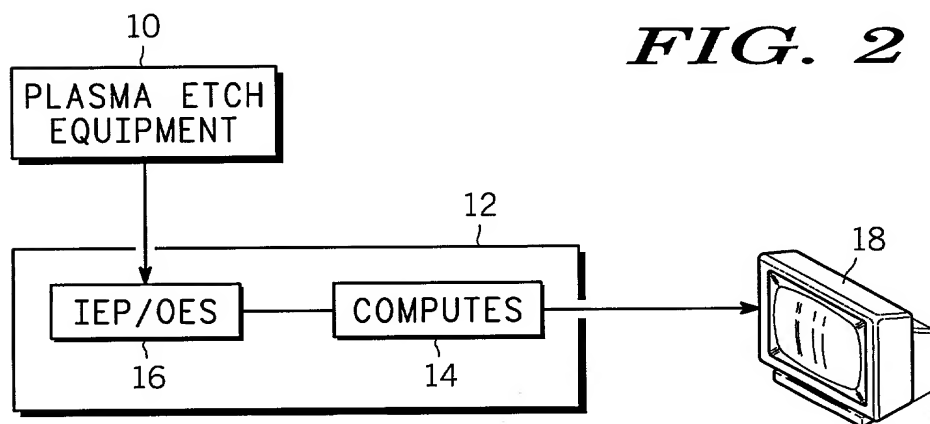 FIG. 2
10
PLASMA ETCH
EQUIPMENT
12
18
IEP/OES
COMPUTES
16
14